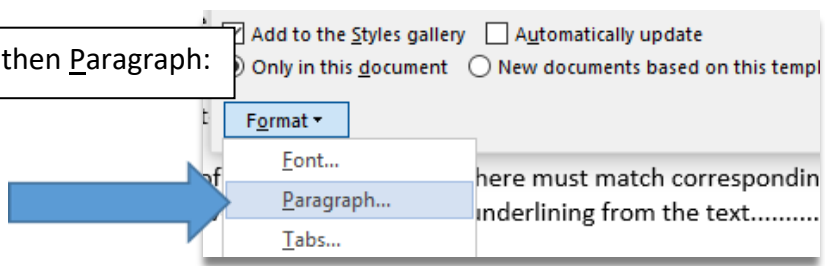 Add to the Styles gallery Automatically update
then Paragraph:
Only in this document New documents based on this templ
Format
Font...
of here must match correspondin
Paragraph...
underlining from the text..........
Tabs...